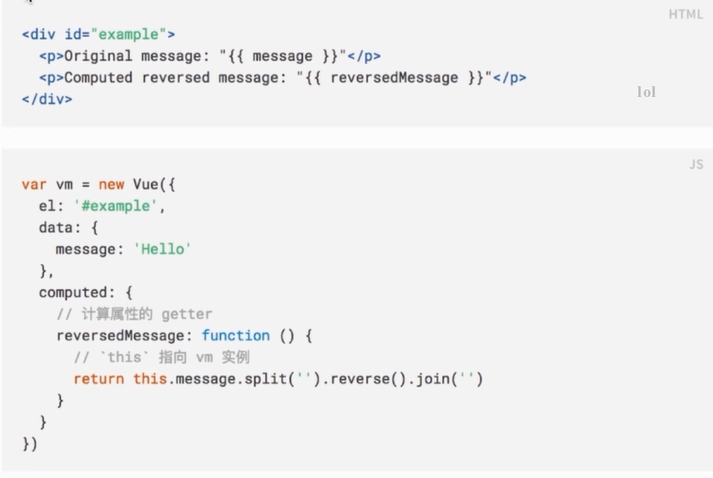 HTML
<div id="example">
  <p>Original message: "{{ message }}"</p>
  <p>Computed reversed message: "{{ reversedMessage }}"</p>
</div>
lol
JS
var vm = new Vue({
  el: '#example',
  data: {
    message: 'Hello'
  },
  computed: {
    // 计算属性的 getter
    reversedMessage: function () {
      // `this` 指向 vm 实例
      return this.message.split('').reverse().join('')
    }
  }
})